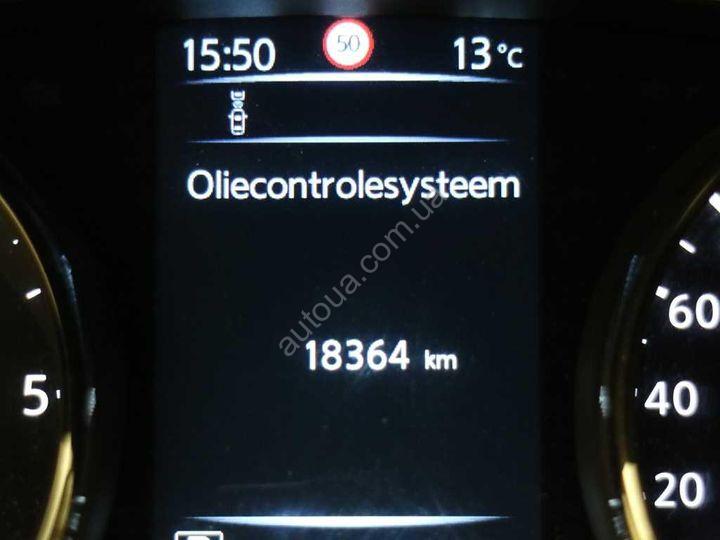 15:50 50 13 °C
Oliecontrolesysteem
autoua.com.ua
18364 km
5
60
40
20